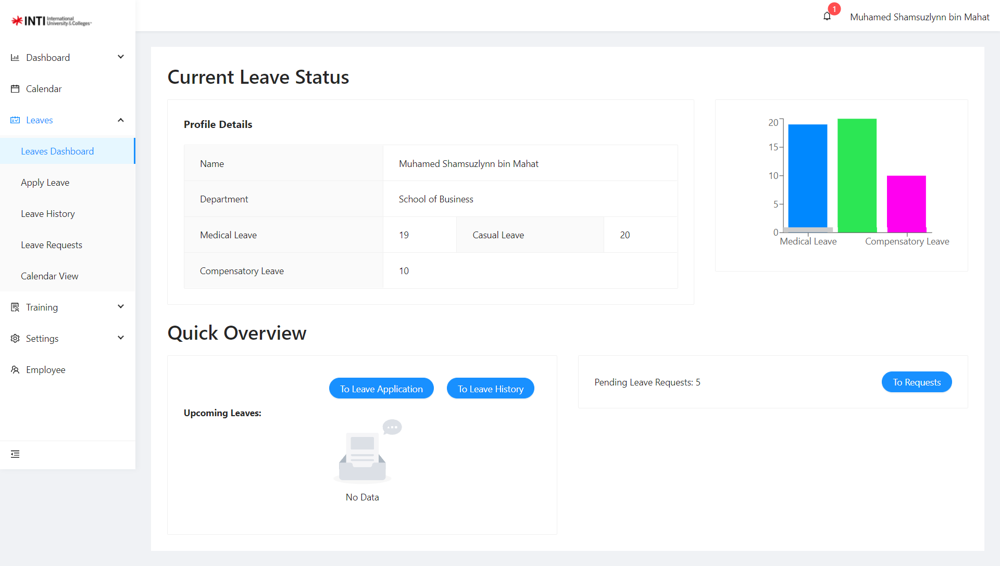 INTI International
University & Colleges
1
Muhamed Shamsuzlynn bin Mahat
Dashboard
Calendar
Leaves
Leaves Dashboard
Apply Leave
Leave History
Leave Requests
Calendar View
Training
Settings
Employee
Current Leave Status
Profile Details
Name
Muhamed Shamsuzlynn bin Mahat
Department
School of Business
Medical Leave
19
Casual Leave
20
Compensatory Leave
10
20
15
10
5
0
Medical Leave
Compensatory Leave
Quick Overview
To Leave Application
To Leave History
Upcoming Leaves:
No Data
Pending Leave Requests: 5
To Requests